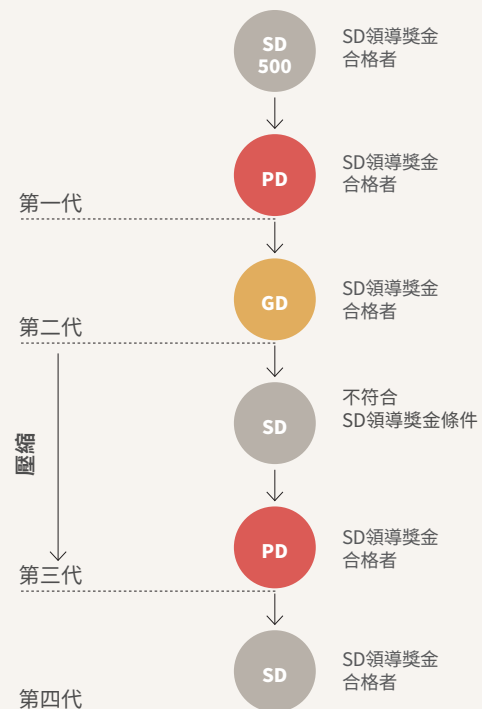 SD
500
SD領導獎金
合格者
PD
SD領導獎金
合格者
第一代
GD
SD領導獎金
合格者
第二代
SD
不符合
SD領導獎金條件
壓縮
PD
SD領導獎金
合格者
第三代
SD
SD領導獎金
合格者
第四代